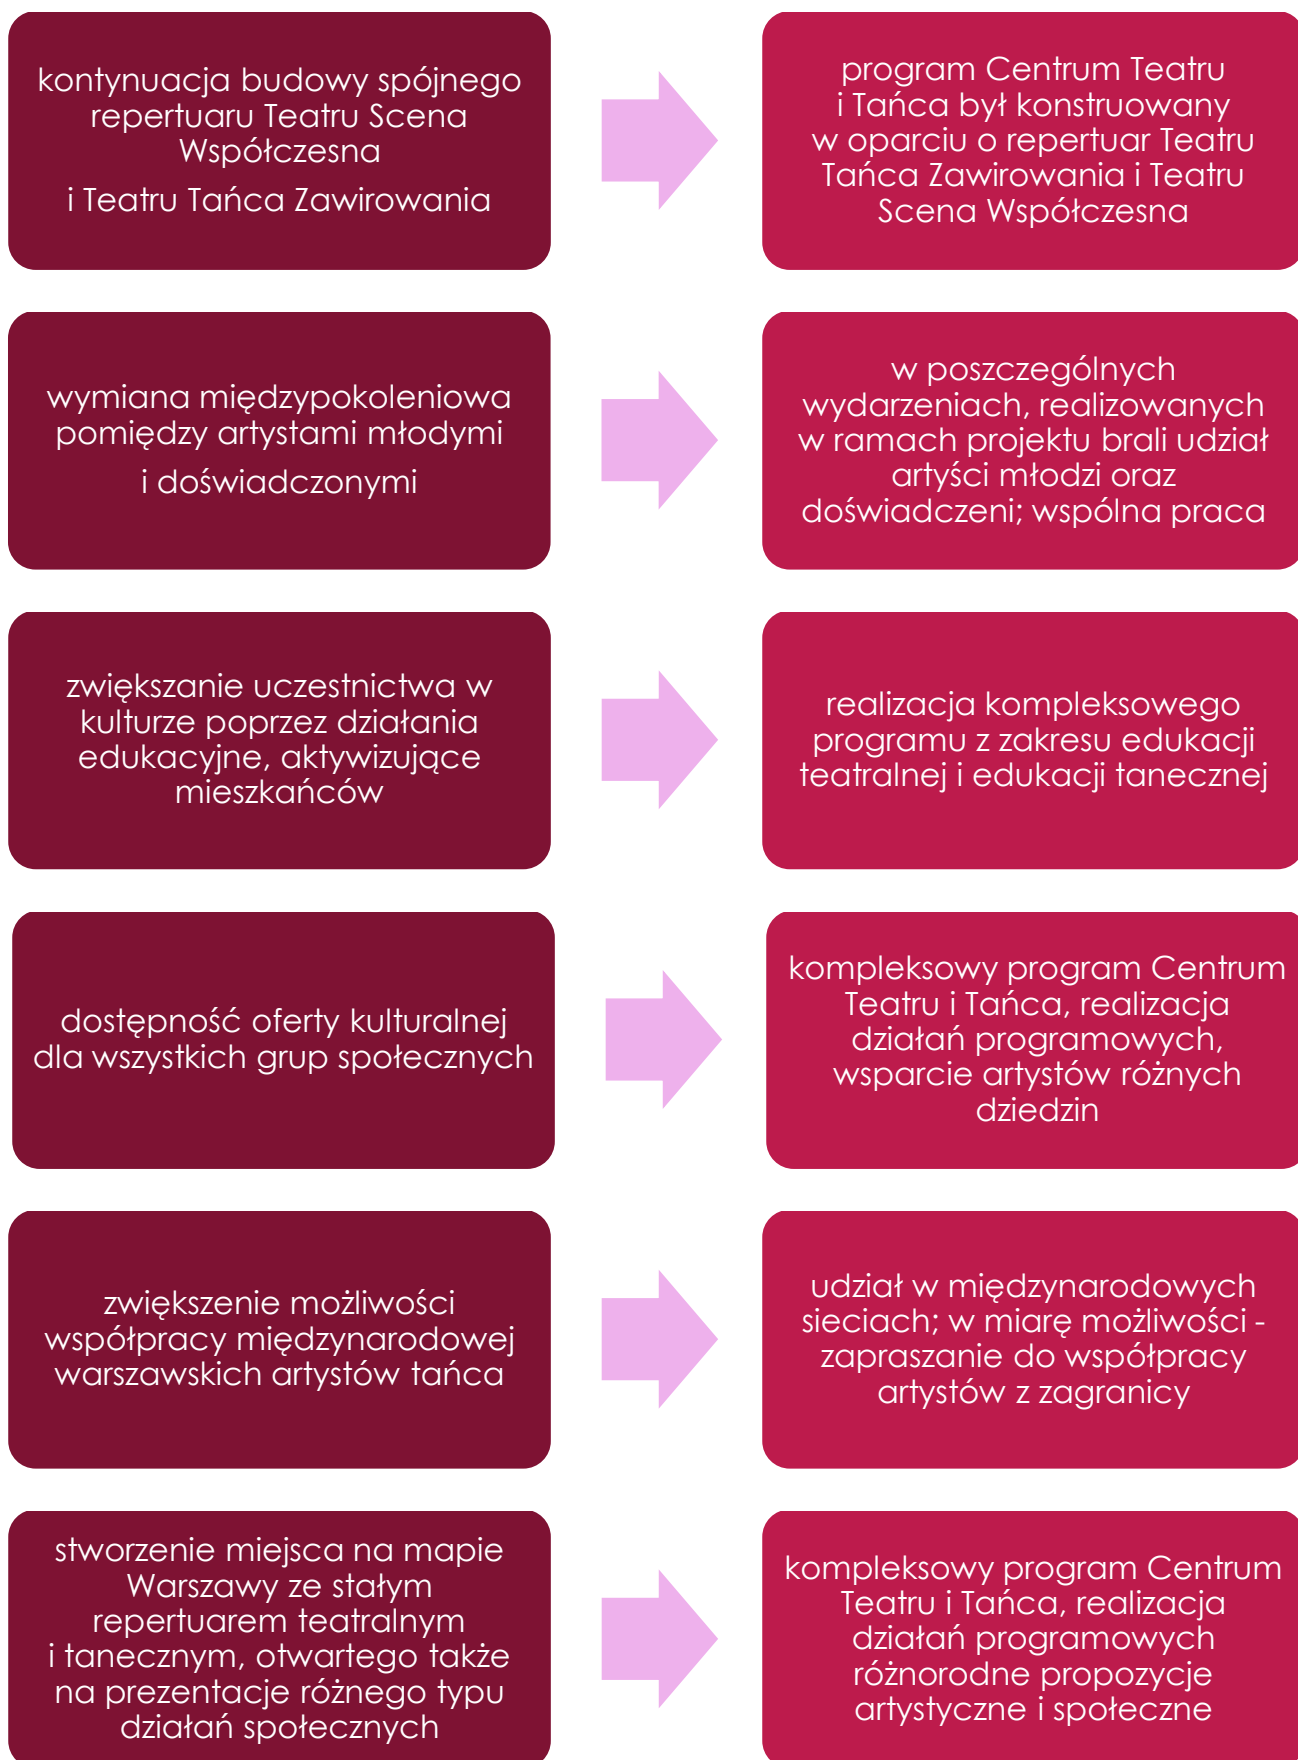 kontynuacja budowy spójnego
repertuaru Teatru Scena
Współczesna
i Teatru Tańca Zawirowania
program Centrum Teatru
i Tańca był konstruowany
w oparciu o repertuar Teatru
Tańca Zawirowania i Teatru
Scena Współczesna
wymiana międzypokoleniowa
pomiędzy artystami młodymi
i doświadczonymi
w poszczególnych
wydarzeniach, realizowanych
w ramach projektu brali udział
artyści młodzi oraz
doświadczeni; wspólna praca
zwiększanie uczestnictwa w
kulturze poprzez działania
edukacyjne, aktywizujące
mieszkańców
realizacja kompleksowego
programu z zakresu edukacji
teatralnej i edukacji tanecznej
dostępność oferty kulturalnej
dla wszystkich grup społecznych
kompleksowy program Centrum
Teatru i Tańca, realizacja
działań programowych,
wsparcie artystów różnych
dziedzin
zwiększenie możliwości
współpracy międzynarodowej
warszawskich artystów tańca
udział w międzynarodowych
sieciach; w miarę możliwości -
zapraszanie do współpracy
artystów z zagranicy
stworzenie miejsca na mapie
Warszawy ze stałym
repertuarem teatralnym
i tanecznym, otwartego także
na prezentacje różnego typu
działań społecznych
kompleksowy program Centrum
Teatru i Tańca, realizacja
działań programowych
różnorodne propozycje
artystyczne i społeczne